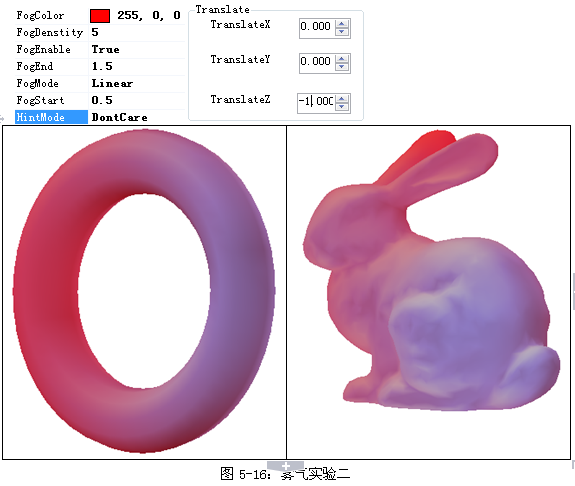 FogColor 255, 0, 0
FogDenstity 5
FogEnable True
FogEnd 1.5
FogMode Linear
FogStart 0.5
HintMode DontCare
Translate
TranslateX 0.000
TranslateY 0.000
TranslateZ -1.000
图 5-16：雾气实验二